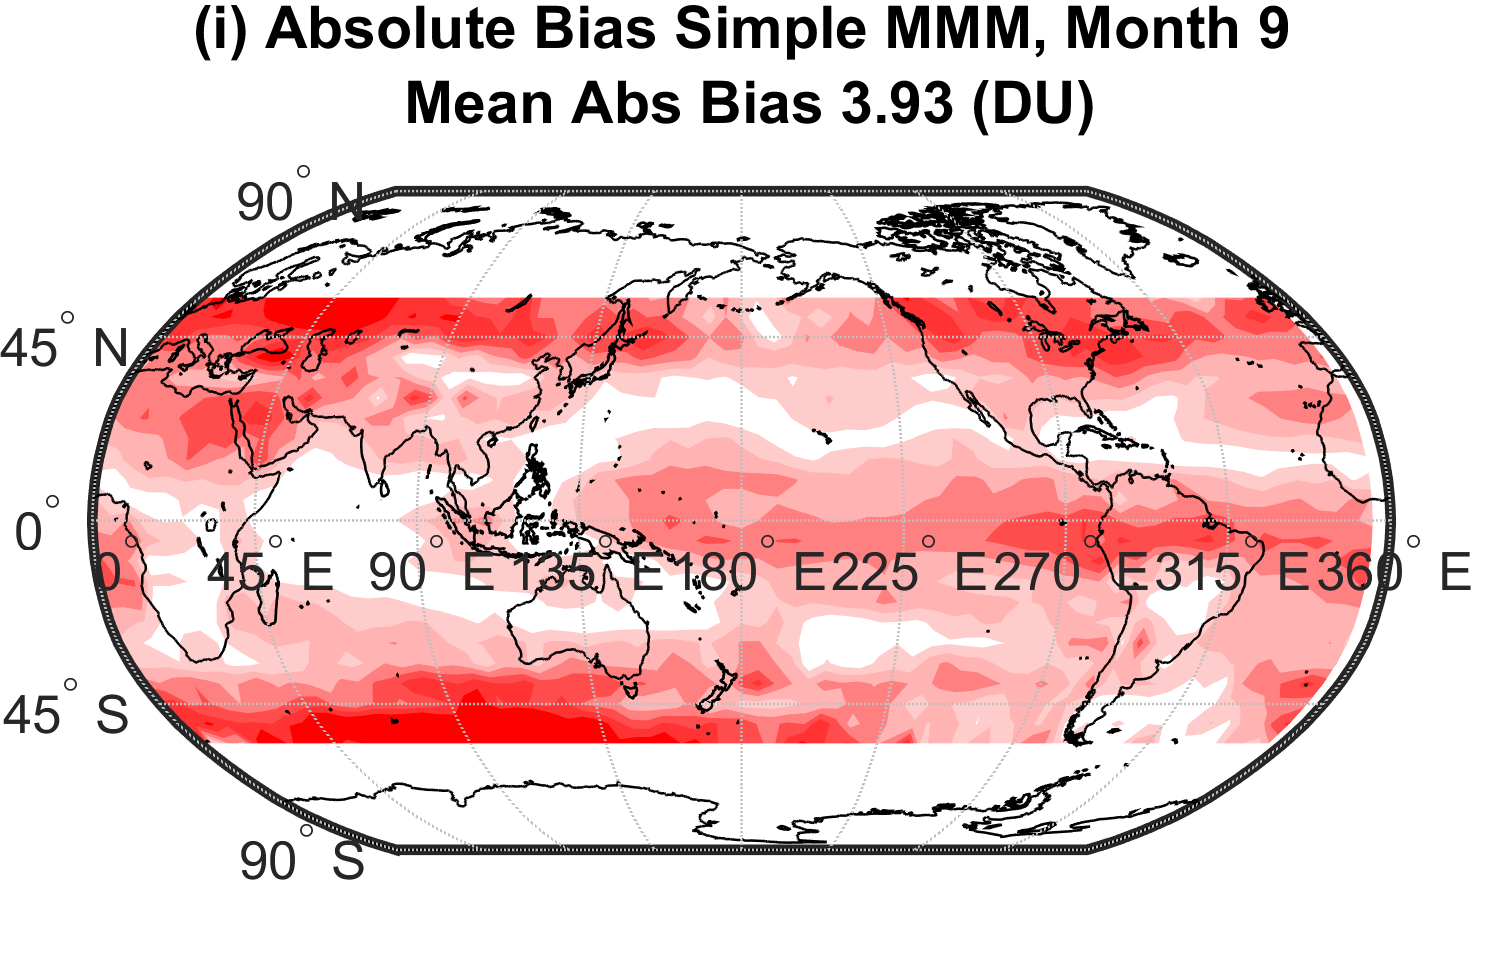 (i) Absolute Bias Simple MMM, Month 9
Mean Abs Bias 3.93 (DU)
90° N
45° N
0°
0° 45° E 90° E 135° E 180° E 225° E 270° E 315° E 360° E
45° S
90° S